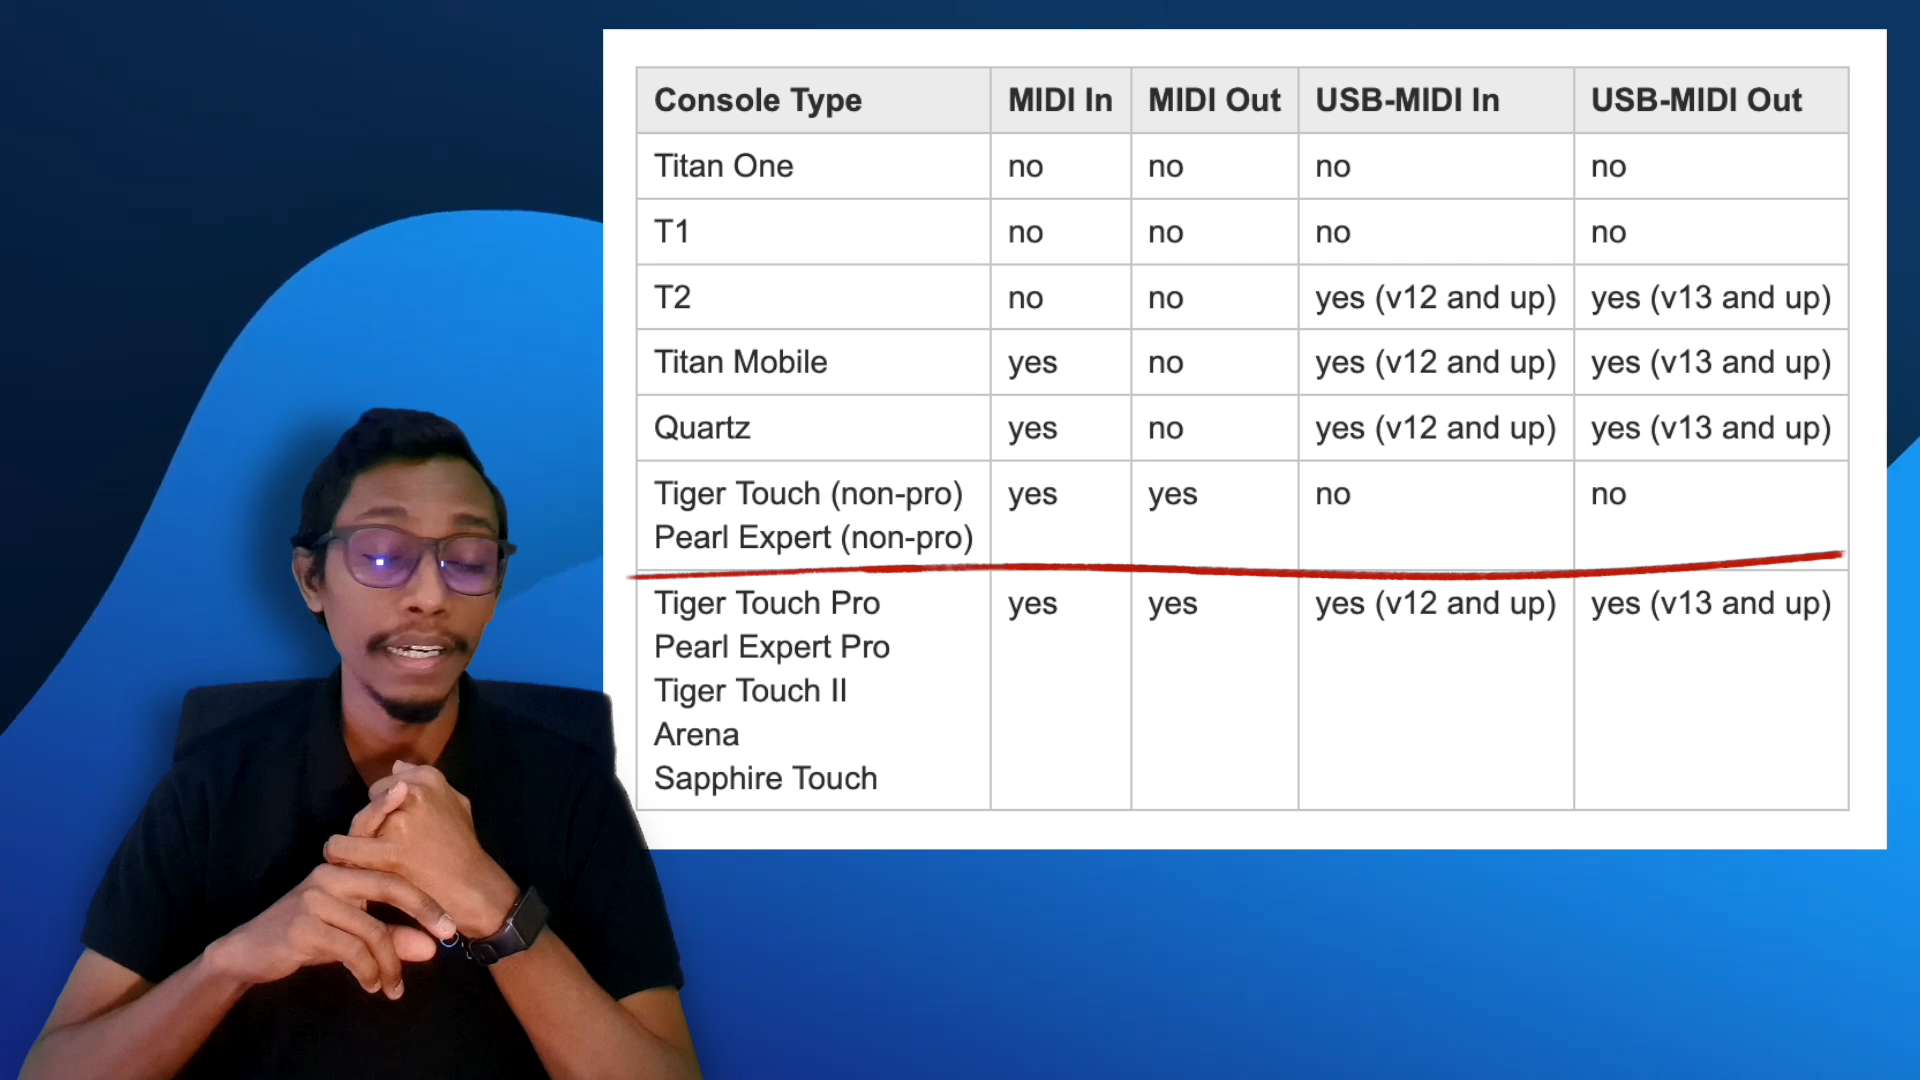 Console Type MIDI In MIDI Out USB-MIDI In USB-MIDI Out
Titan One no no no no
T1 no no no no
T2 no no yes (v12 and up) yes (v13 and up)
Titan Mobile yes no yes (v12 and up) yes (v13 and up)
Quartz yes no yes (v12 and up) yes (v13 and up)
Tiger Touch (non-pro) yes yes no no
Pearl Expert (non-pro)
Tiger Touch Pro yes yes yes (v12 and up) yes (v13 and up)
Pearl Expert Pro
Tiger Touch II
Arena
Sapphire Touch